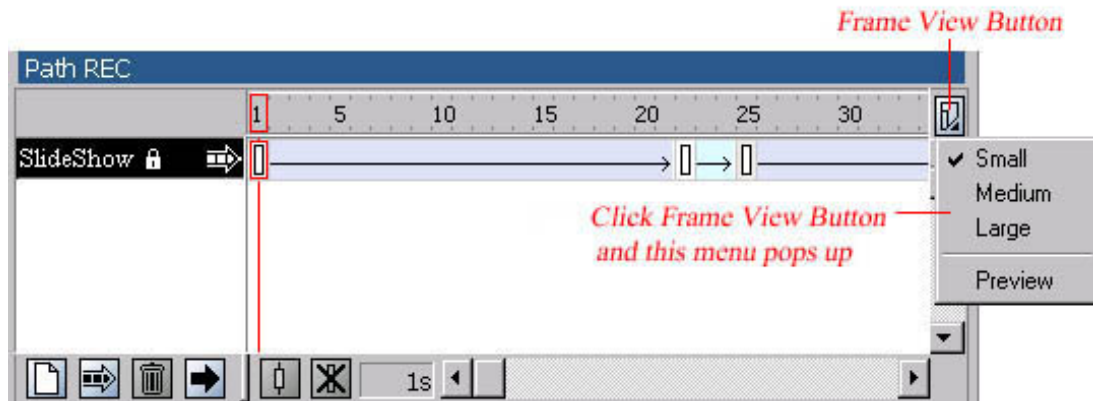 Frame View Button
Path REC
1 5 10 15 20 25 30
SlideShow
Small
Medium
Large
Preview
Click Frame View Button
and this menu pops up
1s